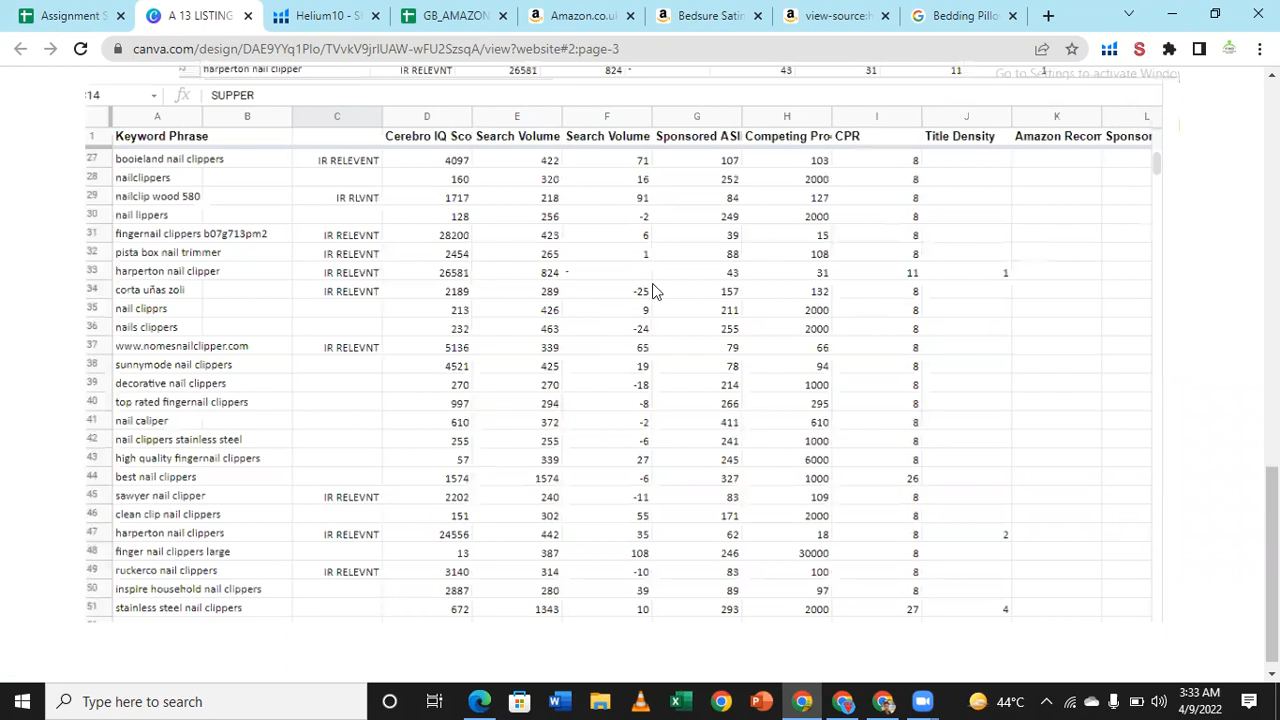 Assignment S
A 13 LISTING
Helium10 - S
GB_AMAZON
Amazon.co.uk
Bedsure Sati
view-source:h
Bedding Pillo
canva.com/design/DAE9YYq1PIo/TVvkV9jrlUAW-wFU2SzsqA/view?website#2:page-3
harperton nail clipper IR RELEVNT 26581 824 - 43 31 11 1
Go to Settings to activate Window
14 fx SUPPER
A B C D E F G H I J K L
1 Keyword Phrase Cerebro IQ Sco Search Volume Search Volume Sponsored ASI Competing Pro CPR Title Density Amazon Recom Sponsor
27 booieland nail clippers IR RELEVENT 4097 422 71 107 103 8
28 nailclippers 160 320 16 252 2000 8
29 nailclip wood 580 IR RLVNT 1717 218 91 84 127 8
30 nail lippers 128 256 -2 249 2000 8
31 fingernail clippers b07g713pm2 IR RELEVNT 28200 423 6 39 15 8
32 pista box nail trimmer IR RELEVNT 2454 265 1 88 108 8
33 harperton nail clipper IR RELEVNT 26581 824 - 43 31 11 1
34 corta uñas zoli IR RELEVNT 2189 289 -25 157 132 8
35 nail clipprs 213 426 9 211 2000 8
36 nails clippers 232 463 -24 255 2000 8
37 www.nomesnailclipper.com IR RELEVNT 5136 339 65 79 66 8
38 sunnymode nail clippers 4521 425 19 78 94 8
39 decorative nail clippers 270 270 -18 214 1000 8
40 top rated fingernail clippers 997 294 -8 266 295 8
41 nail caliper 610 372 -2 411 610 8
42 nail clippers stainless steel 255 255 -6 241 1000 8
43 high quality fingernail clippers 57 339 27 245 6000 8
44 best nail clippers 1574 1574 -6 327 1000 26
45 sawyer nail clipper IR RELEVNT 2202 240 -11 83 109 8
46 clean clip nail clippers 151 302 55 171 2000 8
47 harperton nail clippers IR RELEVNT 24556 442 35 62 18 8 2
48 finger nail clippers large 13 387 108 246 30000 8
49 ruckerco nail clippers IR RELEVNT 3140 314 -10 83 100 8
50 inspire household nail clippers 2887 280 39 89 97 8
51 stainless steel nail clippers 672 1343 10 293 2000 27 4
Type here to search
44°C
3:33 AM
4/9/2022